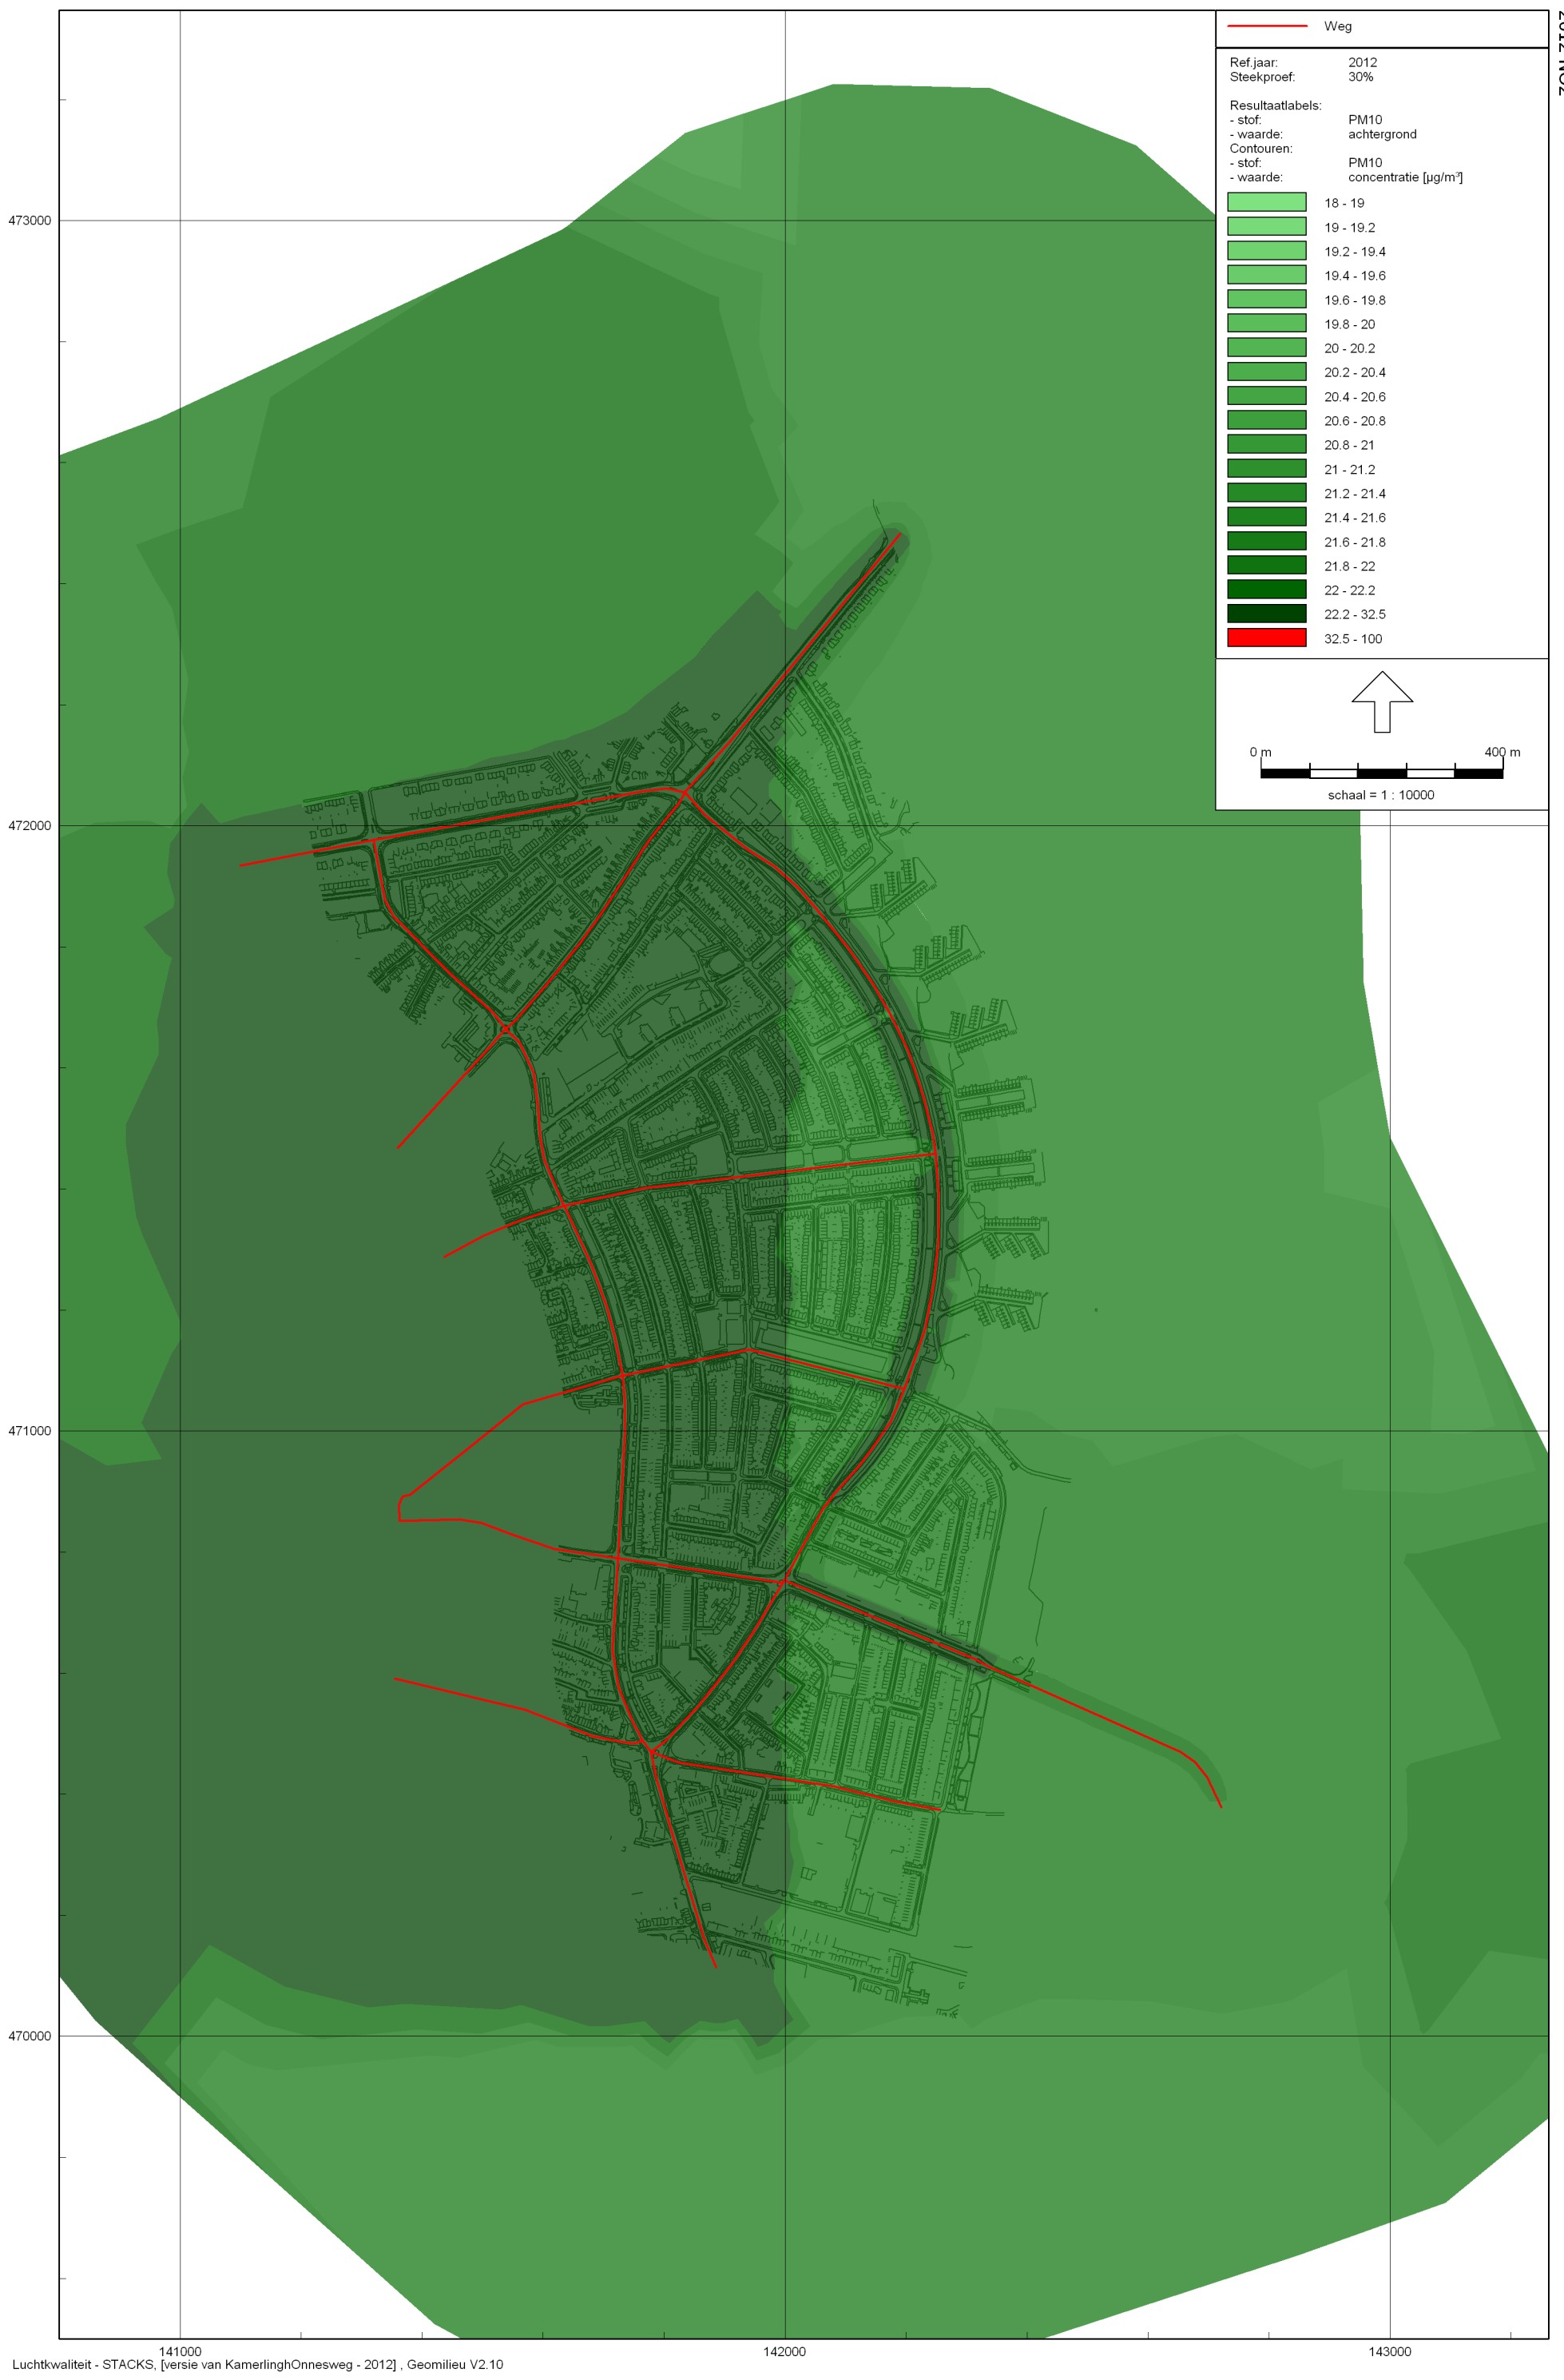 Weg
Ref.jaar: 2012
Steekproef: 30%
Resultaatlabels:
- stof: PM10
- waarde: achtergrond
Contouren:
- stof: PM10
- waarde: concentratie [µg/m³]
18 - 19
19 - 19.2
19.2 - 19.4
19.4 - 19.6
19.6 - 19.8
19.8 - 20
20 - 20.2
20.2 - 20.4
20.4 - 20.6
20.6 - 20.8
20.8 - 21
21 - 21.2
21.2 - 21.4
21.4 - 21.6
21.6 - 21.8
21.8 - 22
22 - 22.2
22.2 - 32.5
32.5 - 100
0 m 400 m
schaal = 1 : 10000
473000
472000
471000
470000
141000 142000 143000
Luchtkwaliteit - STACKS, [versie van KamerlinghOnnesweg - 2012] , Geomilieu V2.10